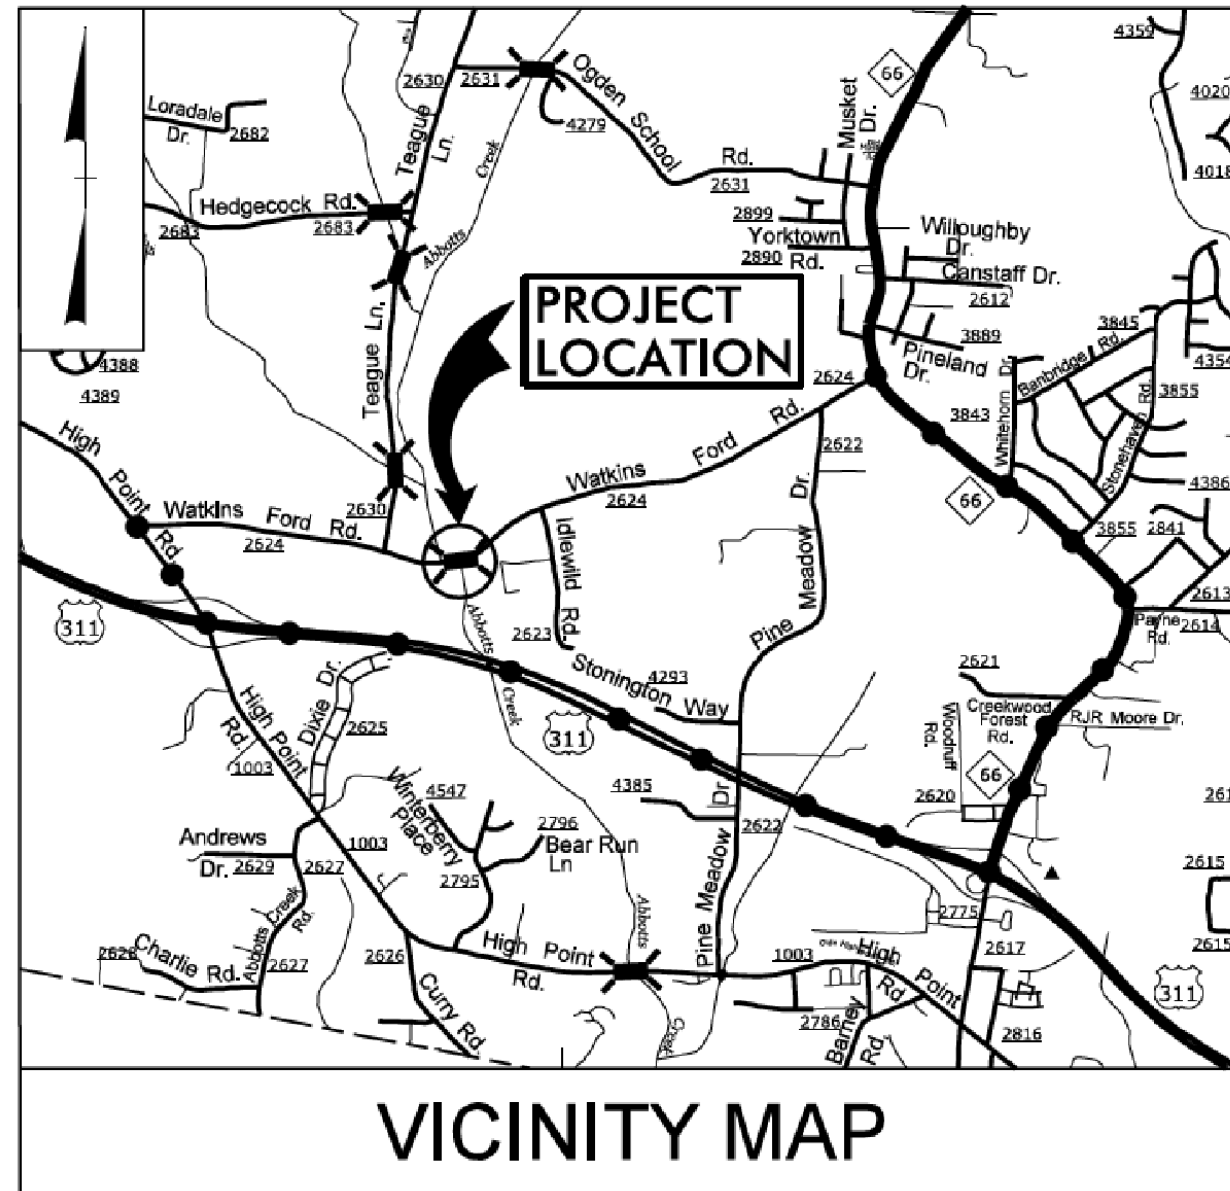 4359
66
Ogden
School
Rd.
2630
2631
Musket
Dr.
4020
Loradale
Dr.
2682
Teague
Ln.
4279
Creek
2631
4018
Hedgecock Rd.
2683
2683
2899
Yorktown
2890 Rd.
Willoughby
Dr.
Canstaff Dr.
2612
Abbotts
PROJECT
LOCATION
Teague Ln.
3845
3889
Pineland
Dr.
Banbridge Rd.
4354
4388
4389
2624
Whitehorn Dr.
3855
Stonehaven Rd.
3843
High
Point
Rd.
Watkins
Ford
Rd.
2624
2622
Dr.
Meadow
Pine
66
4386
Watkins
Ford
Rd.
2624
2630
Idlewild
Rd.
3855
2841
2613
311
Abbotts
Creek
2623
Payne
Rd.
2614
Stonington
Way
4293
2621
Creekwood
Forest
Rd.
RJR Moore Dr.
Woodruff
Rd.
High Point
Rd.
Dixie Dr.
2625
311
1003
66
4385
2620
Winterberry
Place
4547
Dr
2622
2796
Bear Run
Ln
Andrews
Dr.
2629
2627
1003
2795
2615
Abbotts
Creek
Rd.
Pine Meadow
Abbotts
2775
2617
2615
2628
Charlie Rd.
2627
2626
High Point
Rd.
1003
High
Point
Rd
311
Curry Rd.
Creek
2786
Barney
Rd.
2816
VICINITY MAP